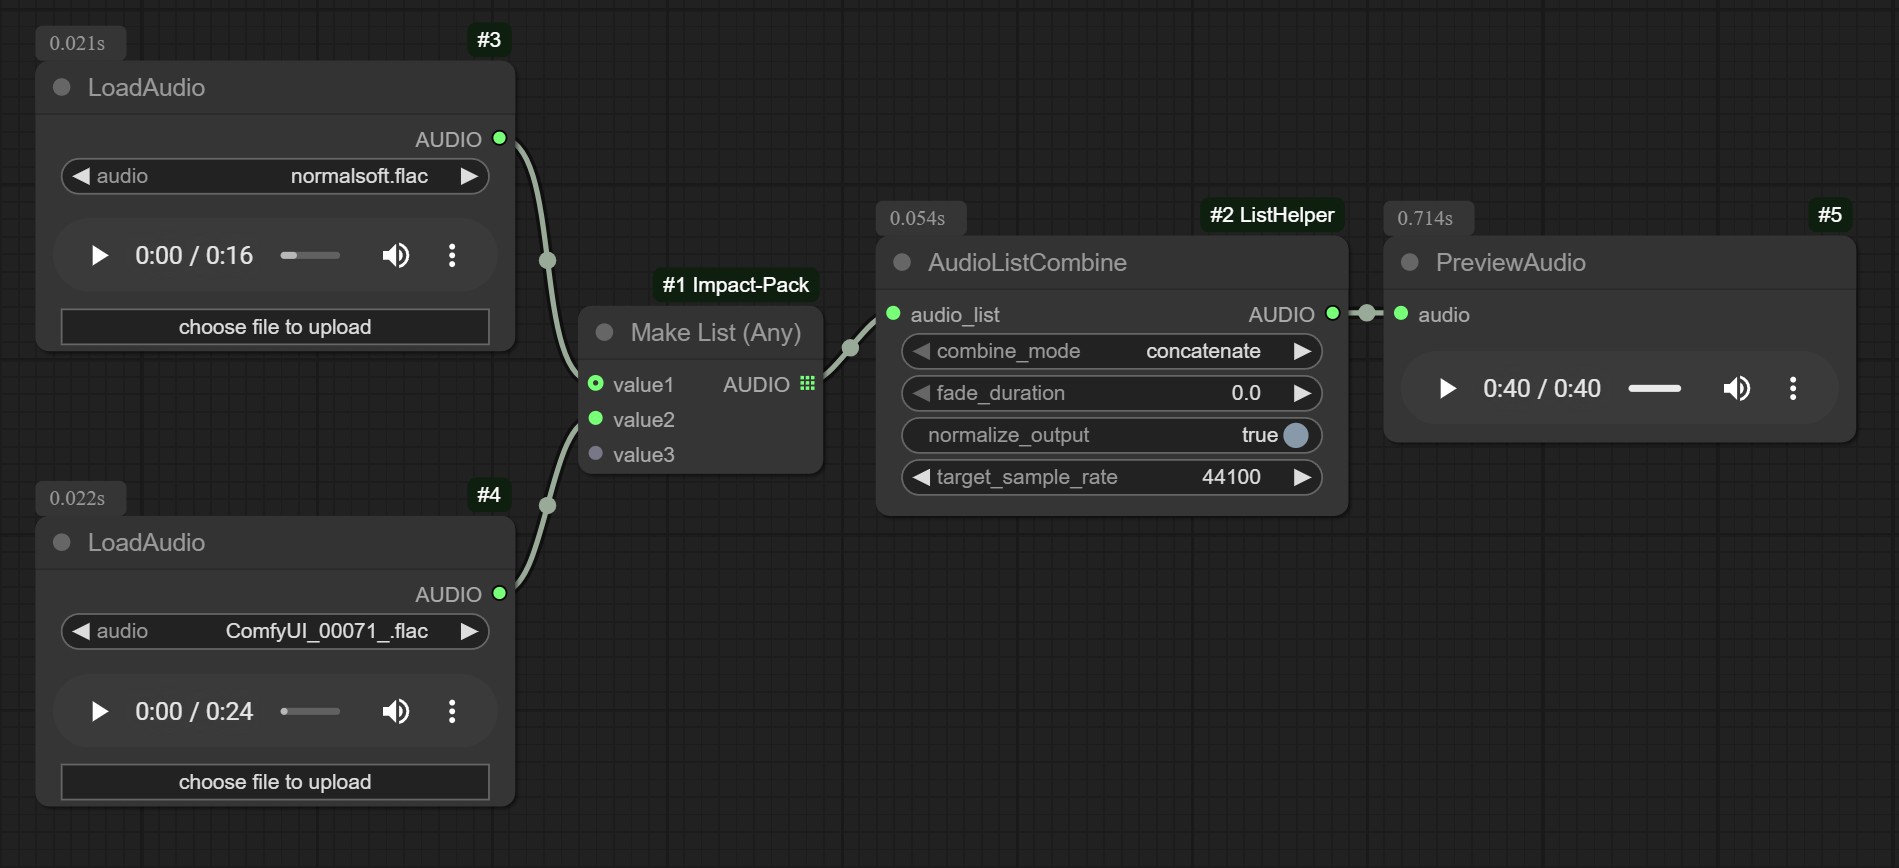 0.021s
#3
LoadAudio
AUDIO
audio normalsoft.flac
0:00 / 0:16
choose file to upload
0.022s
#4
LoadAudio
AUDIO
audio ComfyUI_00071_.flac
0:00 / 0:24
choose file to upload
#1 Impact-Pack
Make List (Any)
value1 AUDIO
value2
value3
0.054s
#2 ListHelper
AudioListCombine
audio_list AUDIO
combine_mode concatenate
fade_duration 0.0
normalize_output true
target_sample_rate 44100
0.714s
#5
PreviewAudio
audio
0:40 / 0:40